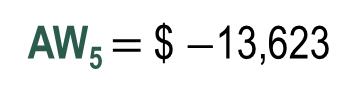 AW₅ = $ −13,623